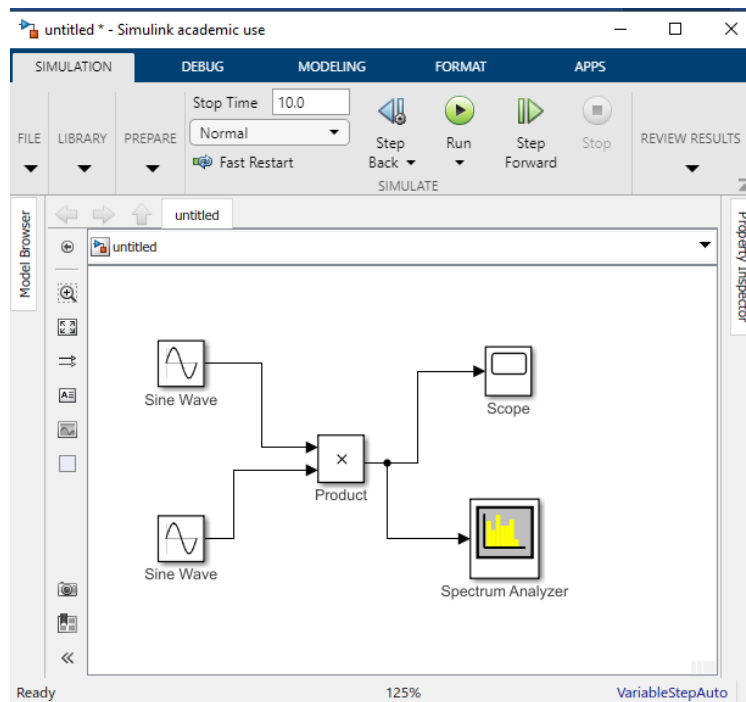 untitled * - Simulink academic use
SIMULATION DEBUG MODELING FORMAT APPS
FILE
LIBRARY
PREPARE
Stop Time 10.0
Normal
Fast Restart
Step Back
Run
Step Forward
Stop
SIMULATE
REVIEW RESULTS
Model Browser
untitled
untitled
Property Inspector
Sine Wave
Scope
×
Product
Sine Wave
Spectrum Analyzer
Ready 125% VariableStepAuto